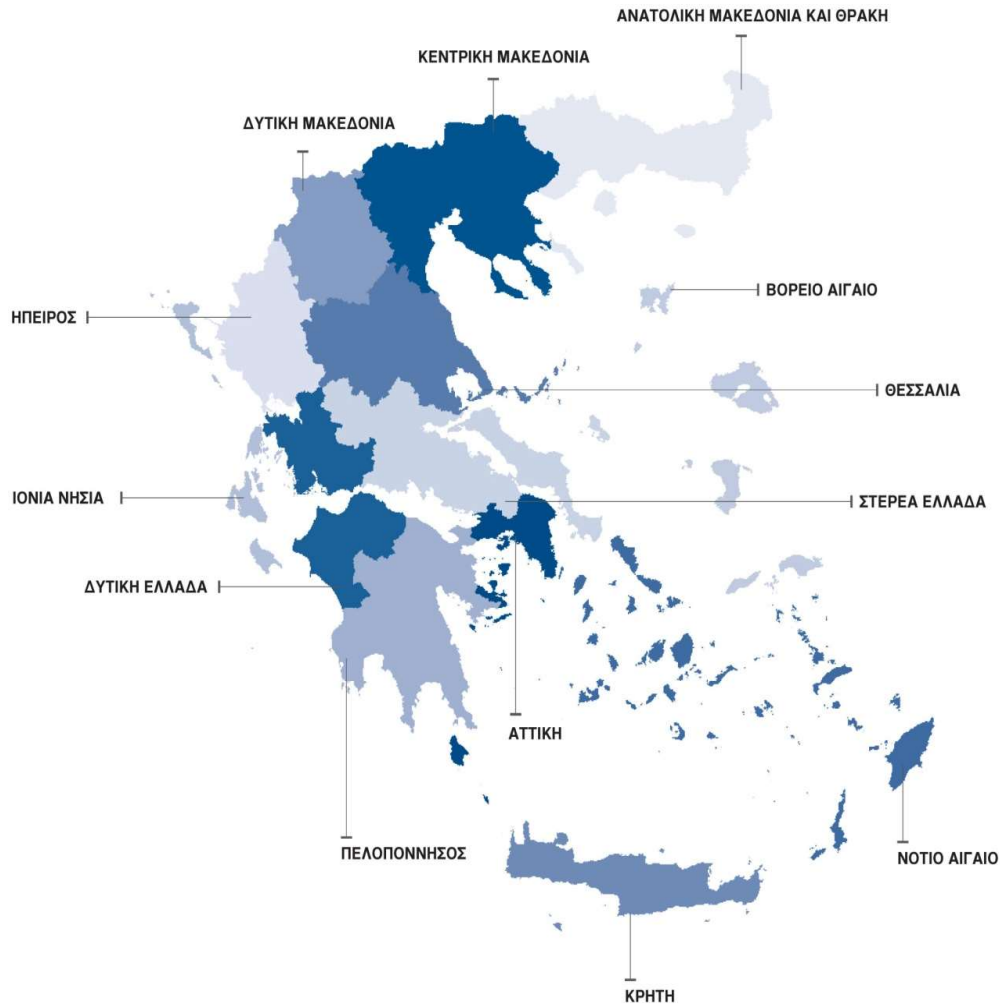 ΑΝΑΤΟΛΙΚΗ ΜΑΚΕΔΟΝΙΑ ΚΑΙ ΘΡΑΚΗ
ΚΕΝΤΡΙΚΗ ΜΑΚΕΔΟΝΙΑ
ΔΥΤΙΚΗ ΜΑΚΕΔΟΝΙΑ
ΒΟΡΕΙΟ ΑΙΓΑΙΟ
ΗΠΕΙΡΟΣ
ΘΕΣΣΑΛΙΑ
ΙΟΝΙΑ ΝΗΣΙΑ
ΣΤΕΡΕΑ ΕΛΛΑΔΑ
ΔΥΤΙΚΗ ΕΛΛΑΔΑ
ΑΤΤΙΚΗ
ΠΕΛΟΠΟΝΝΗΣΟΣ
ΝΟΤΙΟ ΑΙΓΑΙΟ
ΚΡΗΤΗ